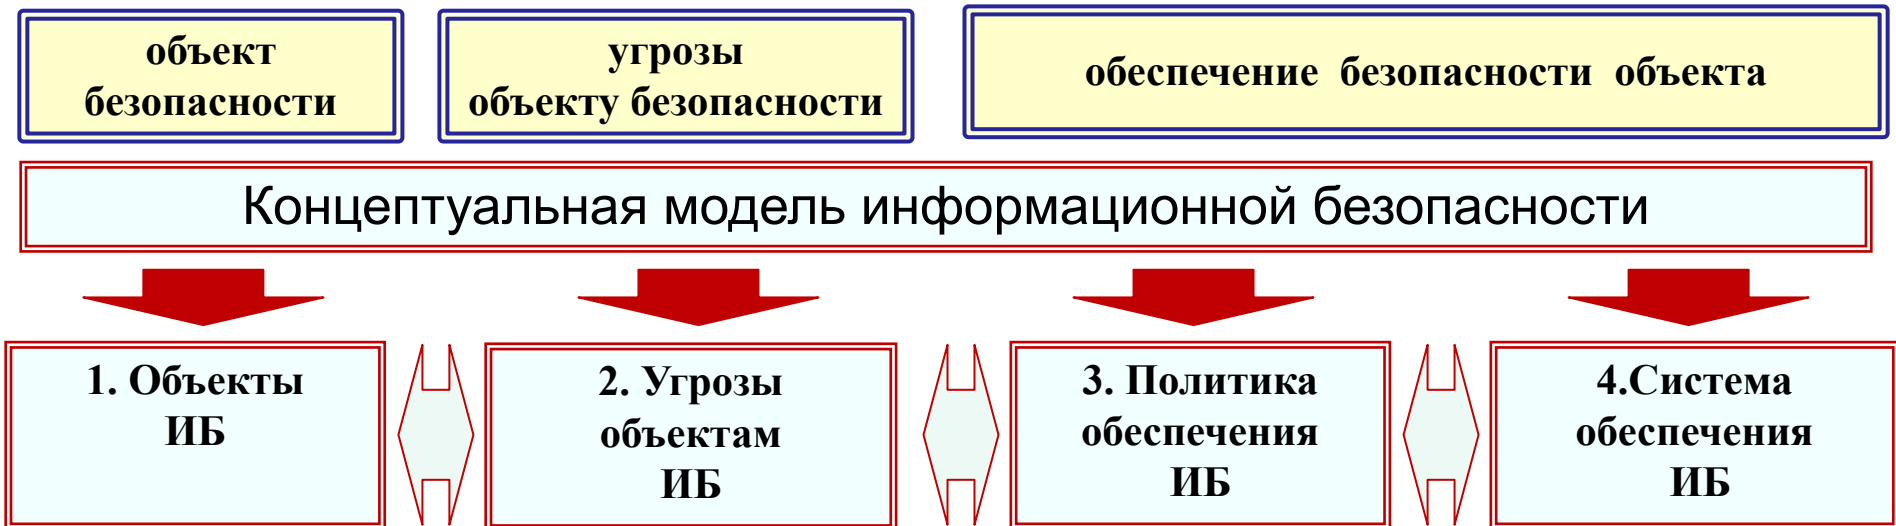 объект
безопасности
угрозы
объекту безопасности
обеспечение безопасности объекта
Концептуальная модель информационной безопасности
1. Объекты
ИБ
2. Угрозы
объектам
ИБ
3. Политика
обеспечения
ИБ
4.Система
обеспечения
ИБ